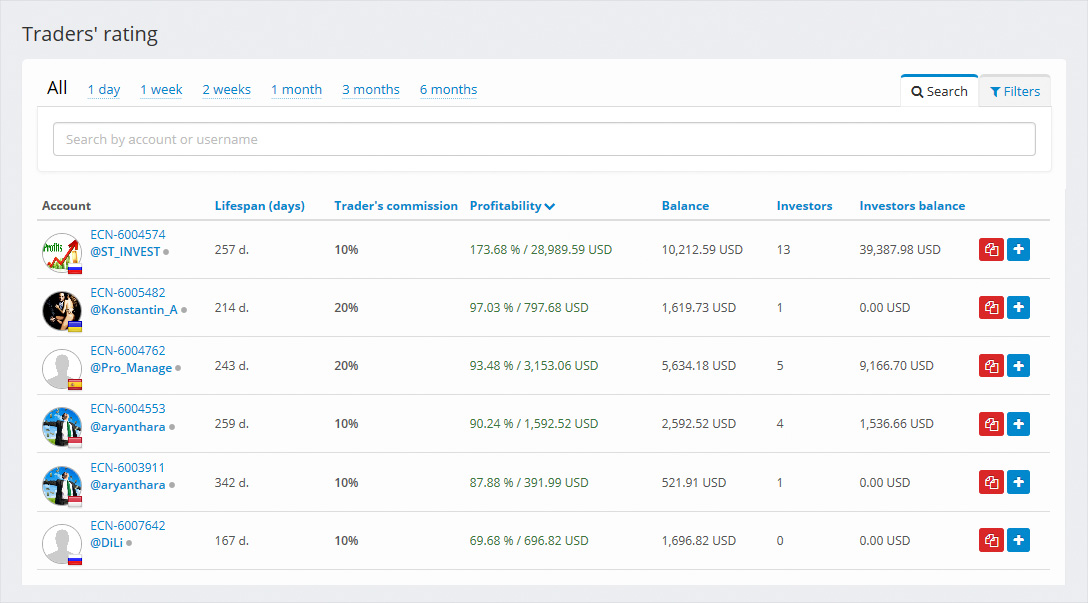 Traders' rating
All 1 day 1 week 2 weeks 1 month 3 months 6 months Search Filters
Search by account or username
Account Lifespan (days) Trader's commission Profitability Balance Investors Investors balance
Profits
ECN-6004574
@ST_INVEST 257 d. 10% 173.68 % / 28,989.59 USD 10,212.59 USD 13 39,387.98 USD
ECN-6005482
@Konstantin_A 214 d. 20% 97.03 % / 797.68 USD 1,619.73 USD 1 0.00 USD
ECN-6004762
@Pro_Manage 243 d. 20% 93.48 % / 3,153.06 USD 5,634.18 USD 5 9,166.70 USD
ECN-6004553
@aryanthara 259 d. 10% 90.24 % / 1,592.52 USD 2,592.52 USD 4 1,536.66 USD
ECN-6003911
@aryanthara 342 d. 10% 87.88 % / 391.99 USD 521.91 USD 1 0.00 USD
ECN-6007642
@DiLi 167 d. 10% 69.68 % / 696.82 USD 1,696.82 USD 0 0.00 USD